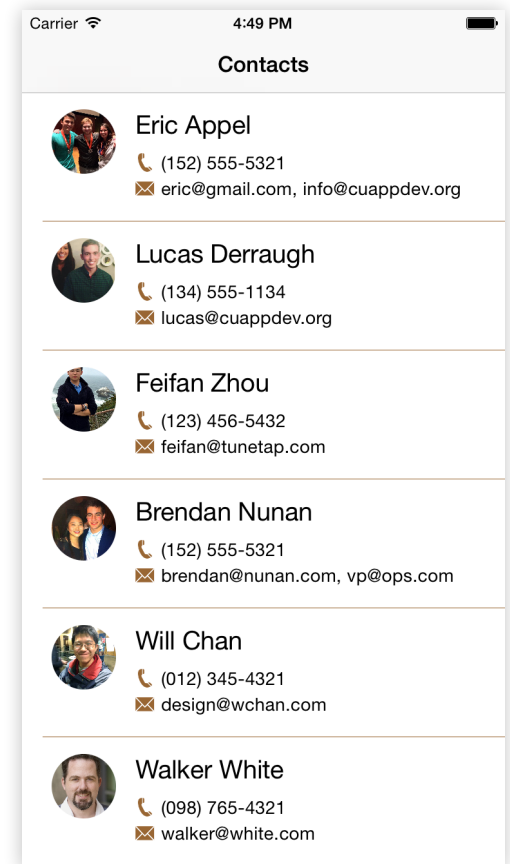 Carrier 4:49 PM
Contacts
Eric Appel
(152) 555-5321
eric@gmail.com, info@cuappdev.org
Lucas Derraugh
(134) 555-1134
lucas@cuappdev.org
Feifan Zhou
(123) 456-5432
feifan@tunetap.com
Brendan Nunan
(152) 555-5321
brendan@nunan.com, vp@ops.com
Will Chan
(012) 345-4321
design@wchan.com
Walker White
(098) 765-4321
walker@white.com